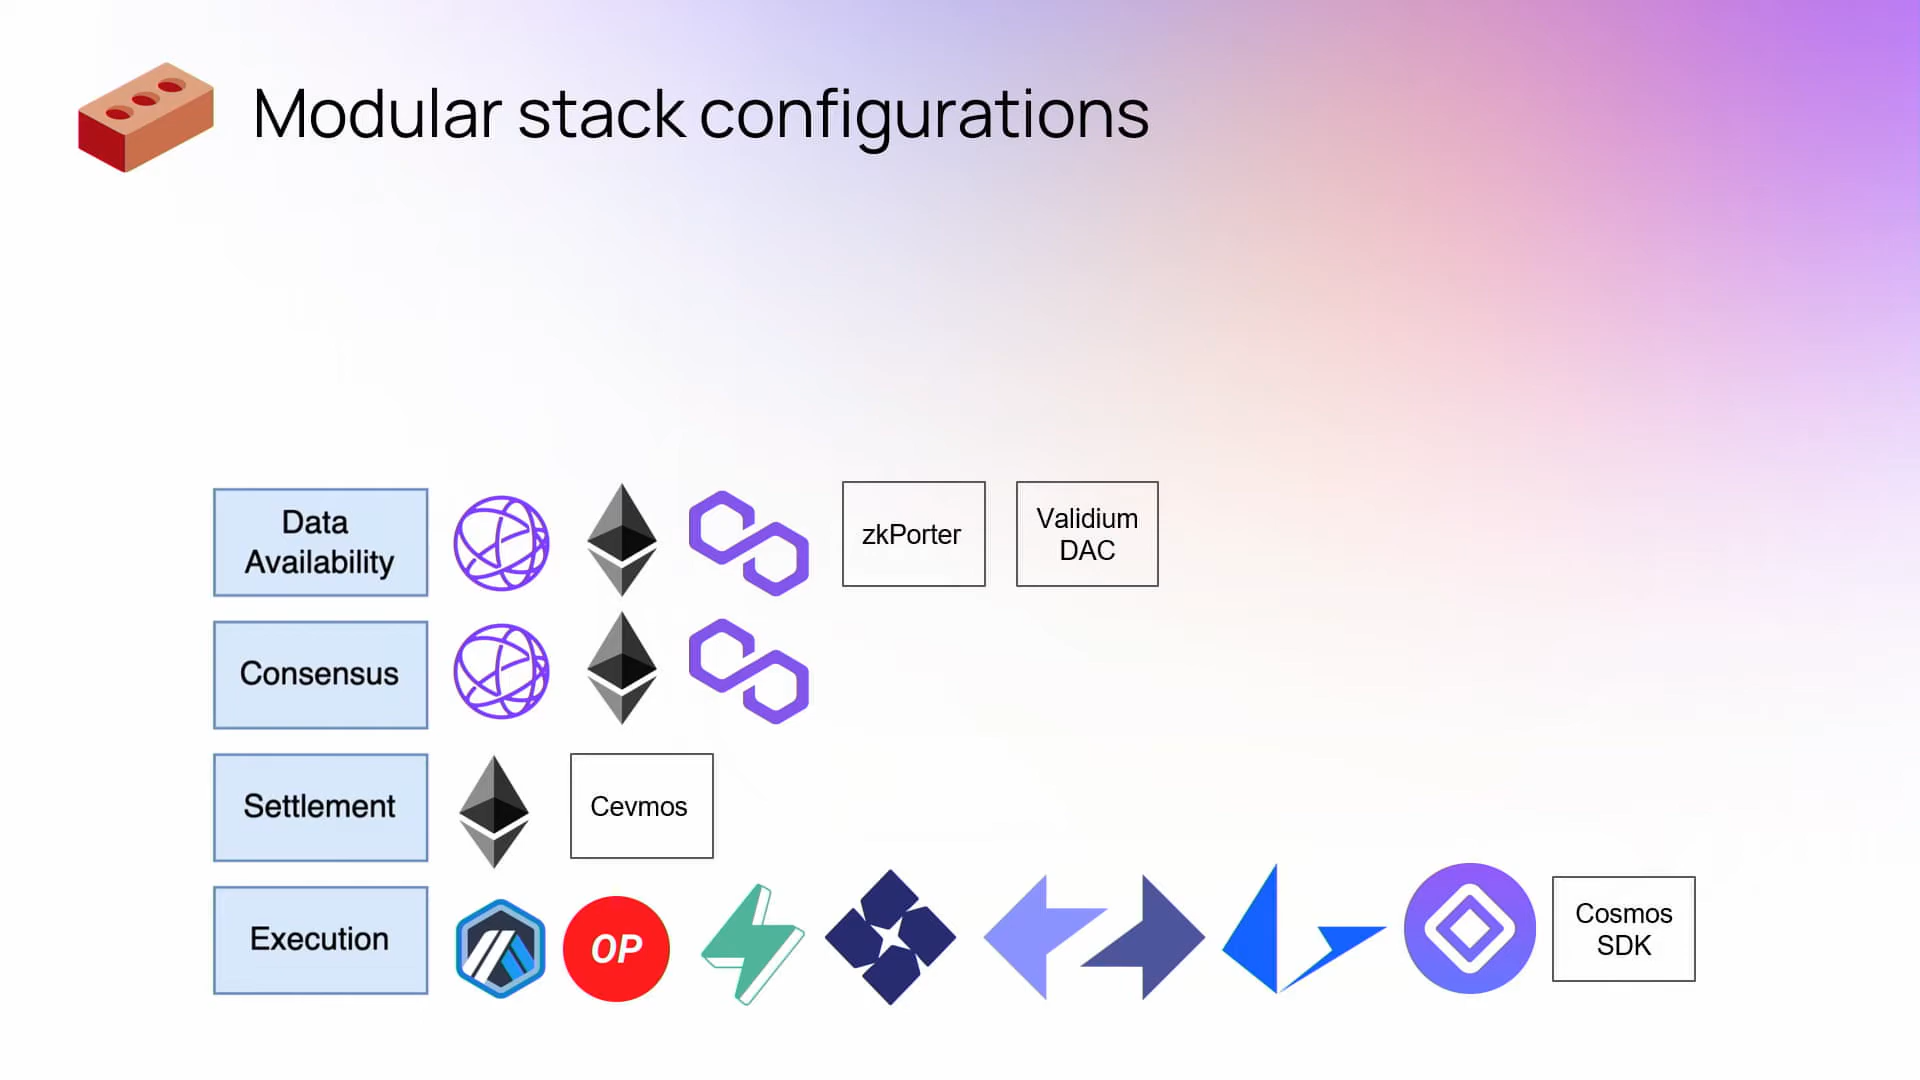 Modular stack configurations
Data
Availability
zkPorter
Validium
DAC
Consensus
Settlement
Cevmos
Execution
OP
Cosmos
SDK